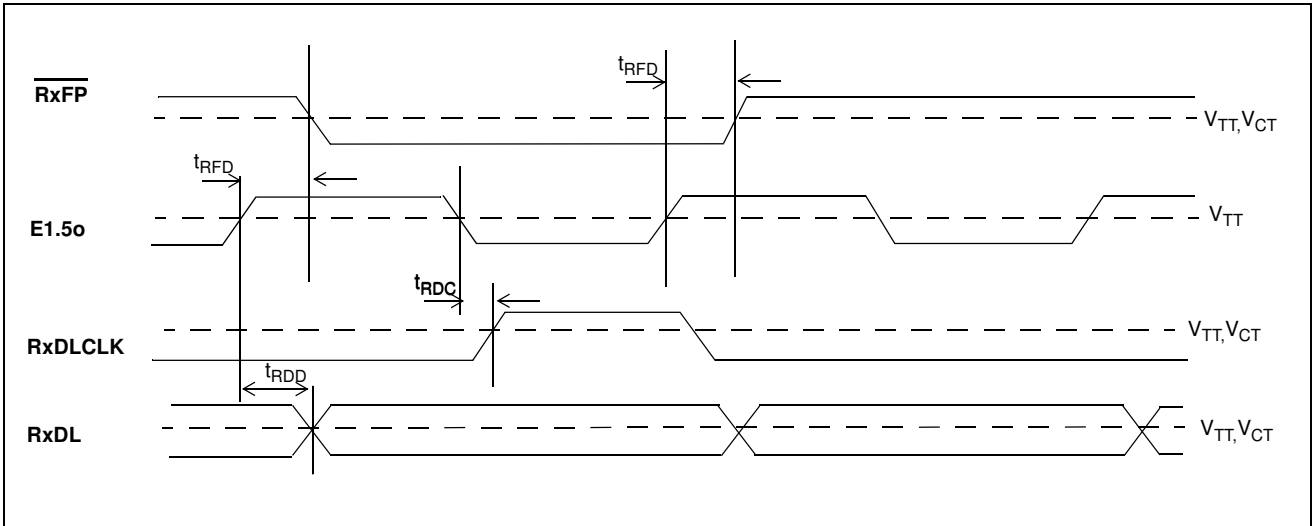 tRFD
RxFP
VTT,VCT
tRFD
E1.5o
VTT
tRDC
RxDLCLK
VTT,VCT
tRDD
RxDL
VTT,VCT